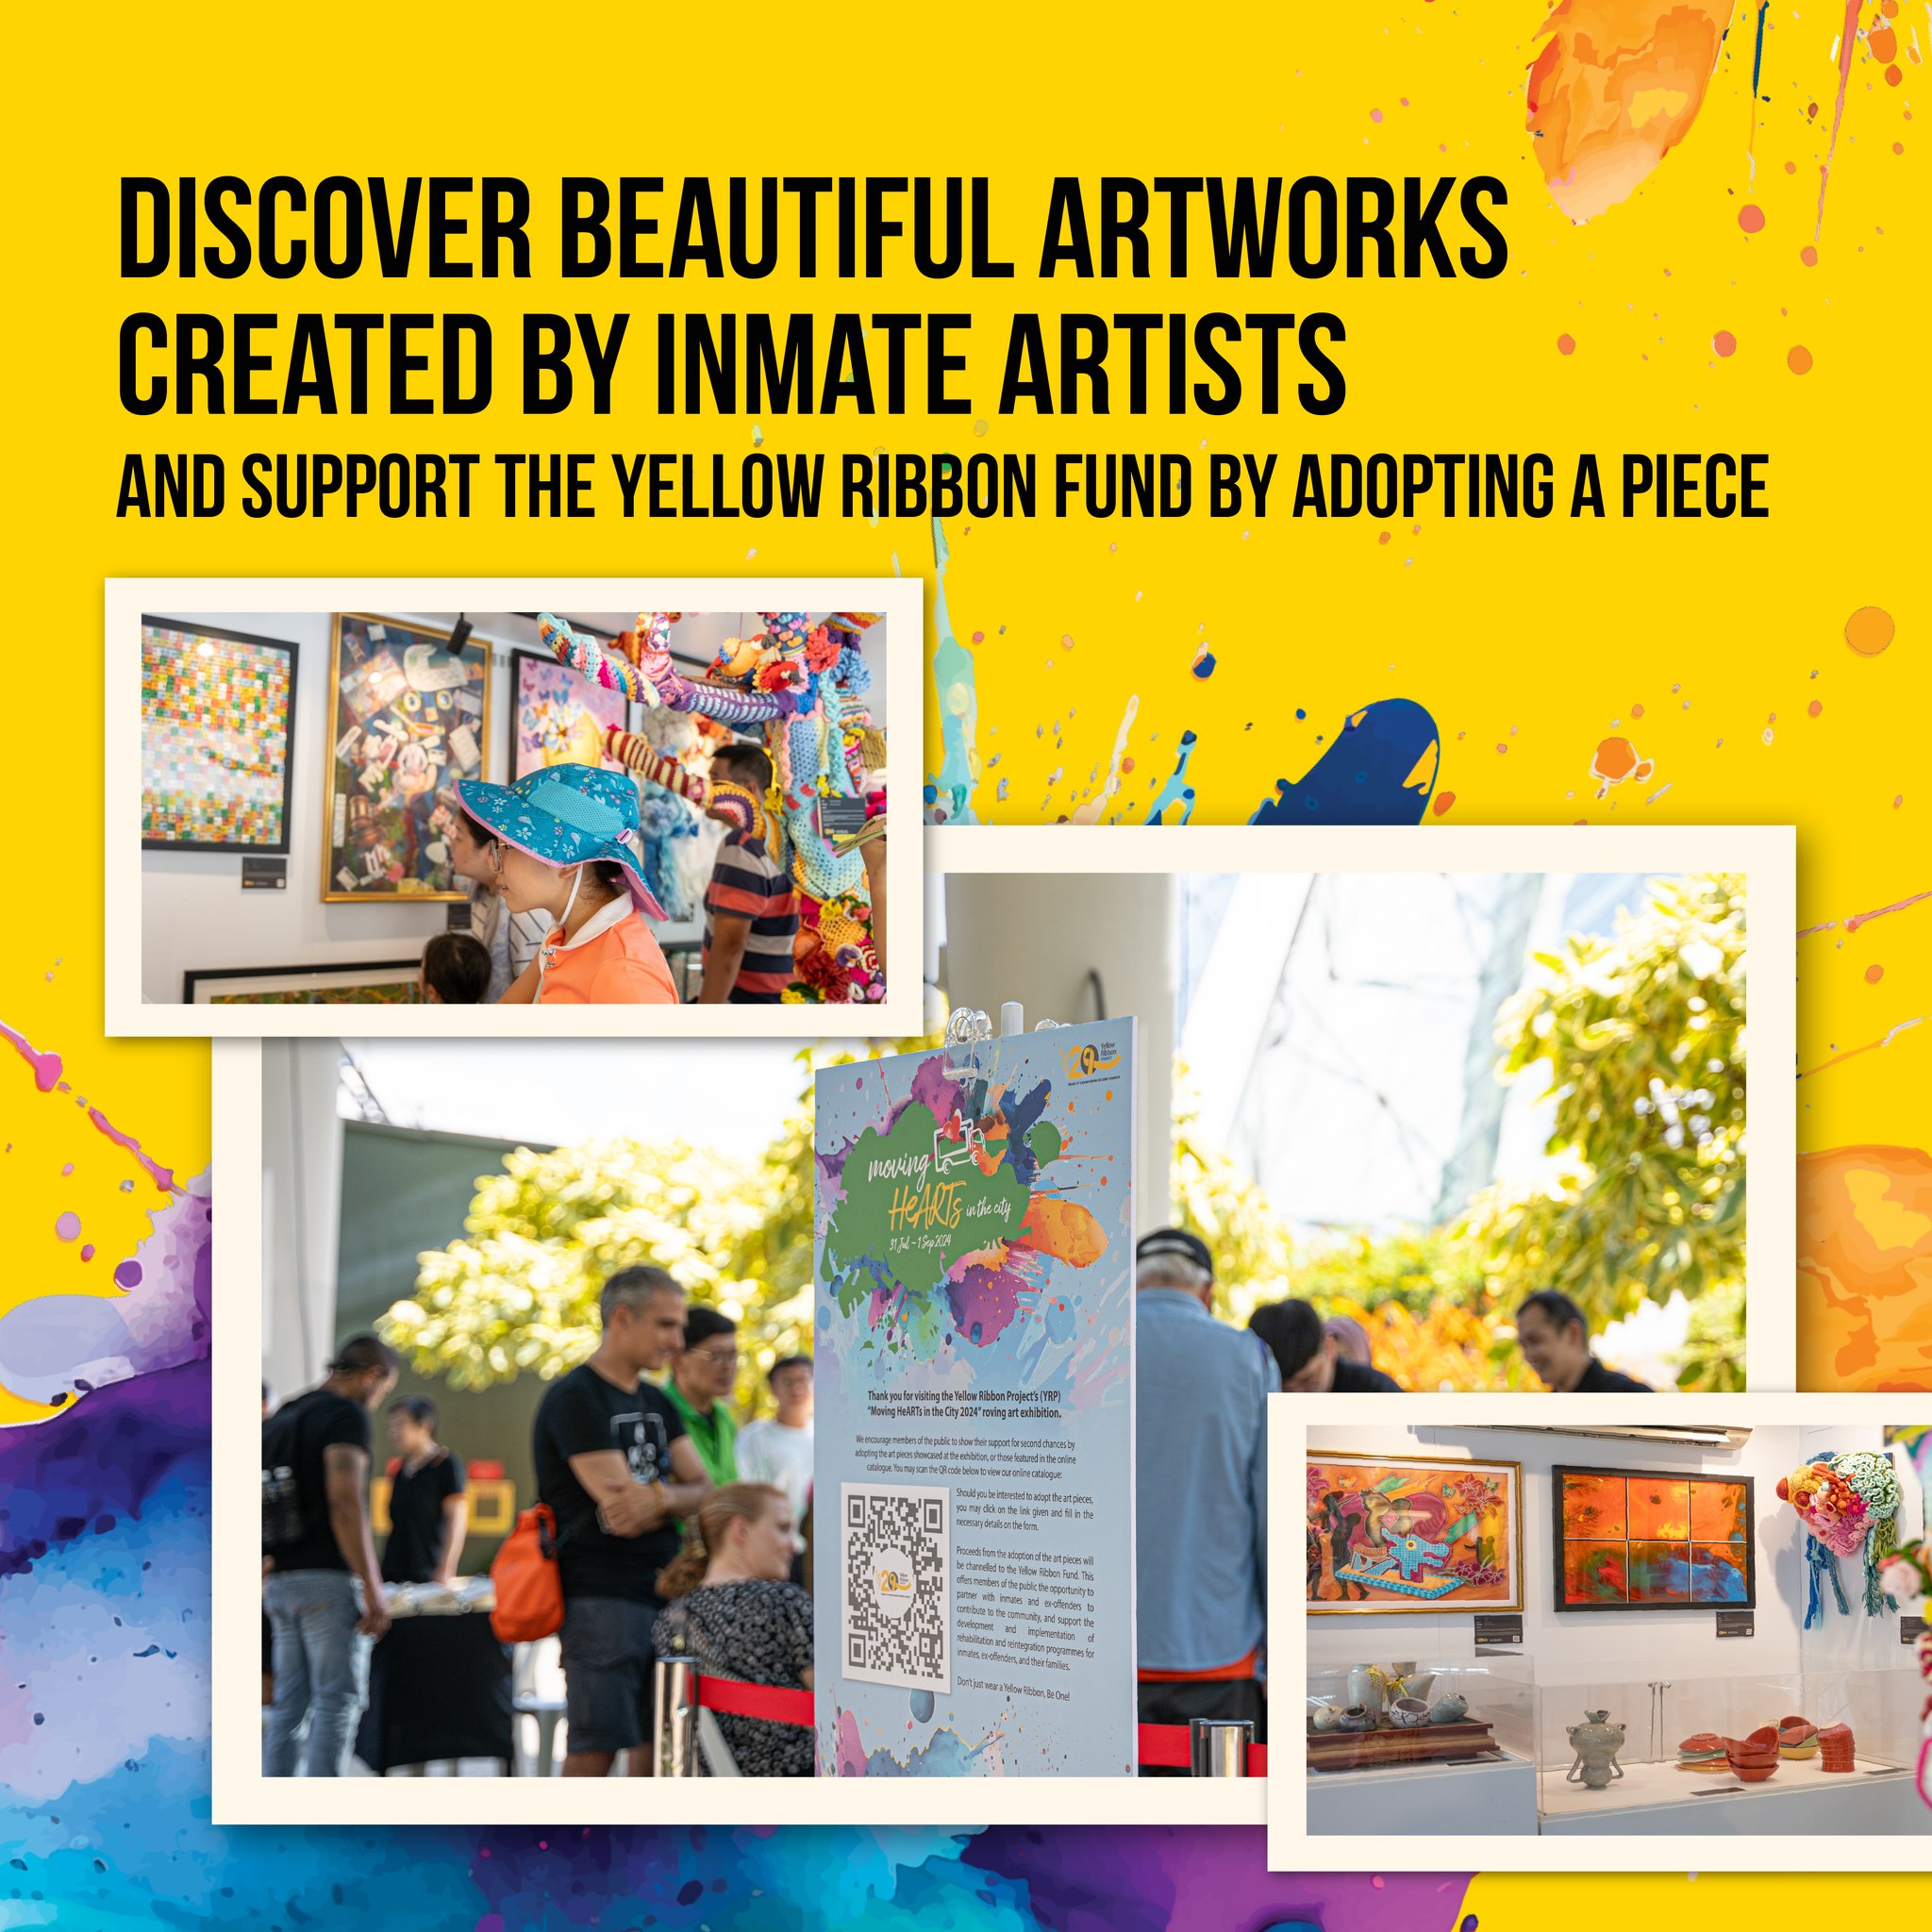 DISCOVER BEAUTIFUL ARTWORKS
CREATED BY INMATE ARTISTS
AND SUPPORT THE YELLOW RIBBON FUND BY ADOPTING A PIECE
20 Yellow
Ribbon
moving
HeARTs in the city
31 Jul – 1 Sep 2024
Thank you for visiting the Yellow Ribbon Project's (YRP)
"Moving HeARTs in the City 2024" roving art exhibition.
We encourage members of the public to show their support for second chances by
adopting the art pieces showcased at the exhibition, or those featured in the online
catalogue. You may scan the QR code below to view our online catalogue:
Should you be interested to adopt the art pieces,
you may click on the link given and fill in the
necessary details on the form.
Proceeds from the adoption of the art pieces will
be channelled to the Yellow Ribbon Fund. This
offers members of the public the opportunity to
partner with inmates and ex-offenders to
contribute to the community, and support the
development and implementation of
rehabilitation and reintegration programmes for
inmates, ex-offenders, and their families.
Don't just wear a Yellow Ribbon, Be One!